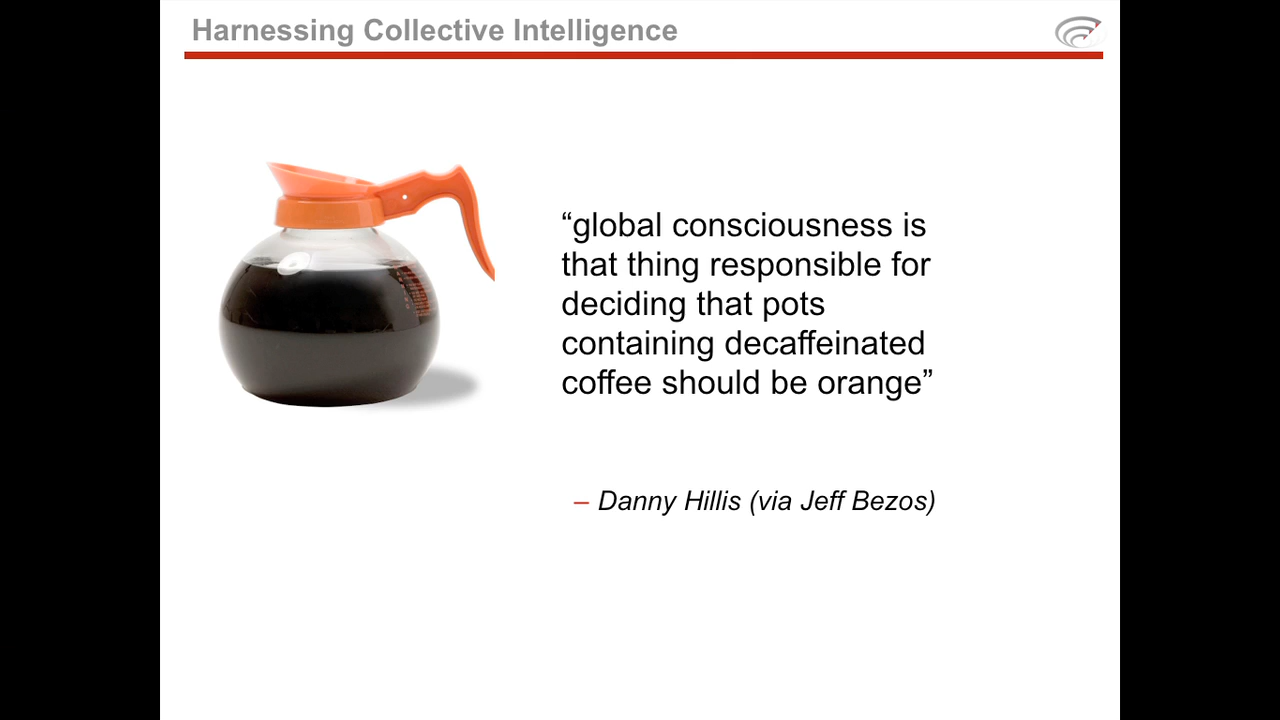 Harnessing Collective Intelligence
“global consciousness is
that thing responsible for
deciding that pots
containing decaffeinated
coffee should be orange”
– Danny Hillis (via Jeff Bezos)